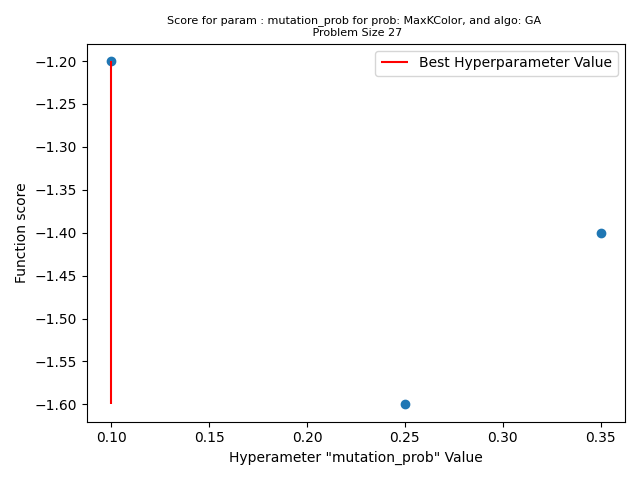 Score for param : mutation_prob for prob: MaxKColor, and algo: GA
Problem Size 27
Best Hyperparameter Value
−1.20
−1.25
−1.30
−1.35
−1.40
−1.45
−1.50
−1.55
−1.60
Function score
0.10 0.15 0.20 0.25 0.30 0.35
Hyperameter "mutation_prob" Value